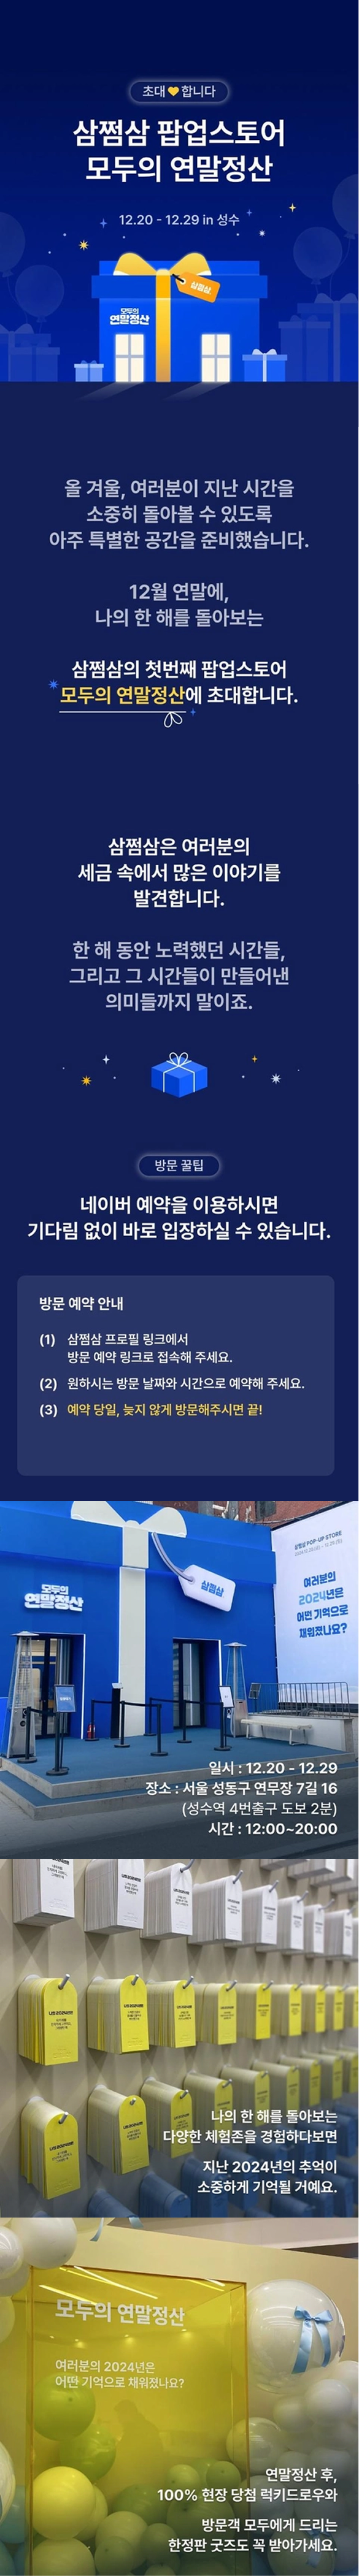 초대💛합니다
삼쩜삼 팝업스토어
모두의 연말정산
12.20 - 12.29 in 성수
삼쩜삼
모두의
연말정산
올 겨울, 여러분이 지난 시간을
소중히 돌아볼 수 있도록
아주 특별한 공간을 준비했습니다.
12월 연말에,
나의 한 해를 돌아보는
삼쩜삼의 첫번째 팝업스토어
모두의 연말정산에 초대합니다.
삼쩜삼은 여러분의
세금 속에서 많은 이야기를
발견합니다.
한 해 동안 노력했던 시간들,
그리고 그 시간들이 만들어낸
의미들까지 말이죠.
방문 꿀팁
네이버 예약을 이용하시면
기다림 없이 바로 입장하실 수 있습니다.
방문 예약 안내
(1) 삼쩜삼 프로필 링크에서
방문 예약 링크로 접속해 주세요.
(2) 원하시는 방문 날짜와 시간으로 예약해 주세요.
(3) 예약 당일, 늦지 않게 방문해주시면 끝!
삼쩜삼 POP-UP STORE
모두의
연말정산
삼쩜삼
여러분의
2024년은
어떤 기억으로
채워졌나요?
일시 : 12.20 - 12.29
장소 : 서울 성동구 연무장 7길 16
(성수역 4번출구 도보 2분)
시간 : 12:00~20:00
나의 한 해를 돌아보는
다양한 체험존을 경험하다보면
지난 2024년의 추억이
소중하게 기억될 거예요.
모두의 연말정산
여러분의 2024년은
어떤 기억으로 채워졌나요?
연말정산 후,
100% 현장 당첨 럭키드로우와
방문객 모두에게 드리는
한정판 굿즈도 꼭 받아가세요.